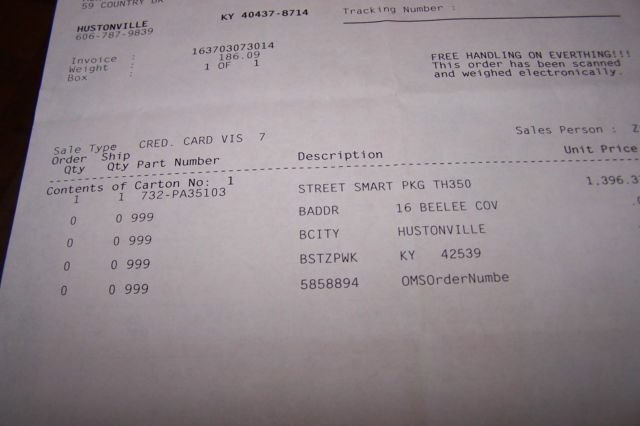 59 COUNTRY DR
HUSTONVILLE KY 40437-8714
606-787-9839
Tracking Number :
Invoice : 163703073014
Weight : 186.09
Box : 1 OF 1
FREE HANDLING ON EVERTHING!!!
This order has been scanned
and weighed electronically.
Sale Type CRED. CARD VIS 7
Sales Person : Z
Order Ship
Qty Qty Part Number Description Unit Price
Contents of Carton No: 1
1 1 732-PA35103 STREET SMART PKG TH350 1,396.3
0 0 999 BADDR 16 BEELEE COV
0 0 999 BCITY HUSTONVILLE
0 0 999 BSTZPWK KY 42539
0 0 999 5858894 OMSOrderNumbe